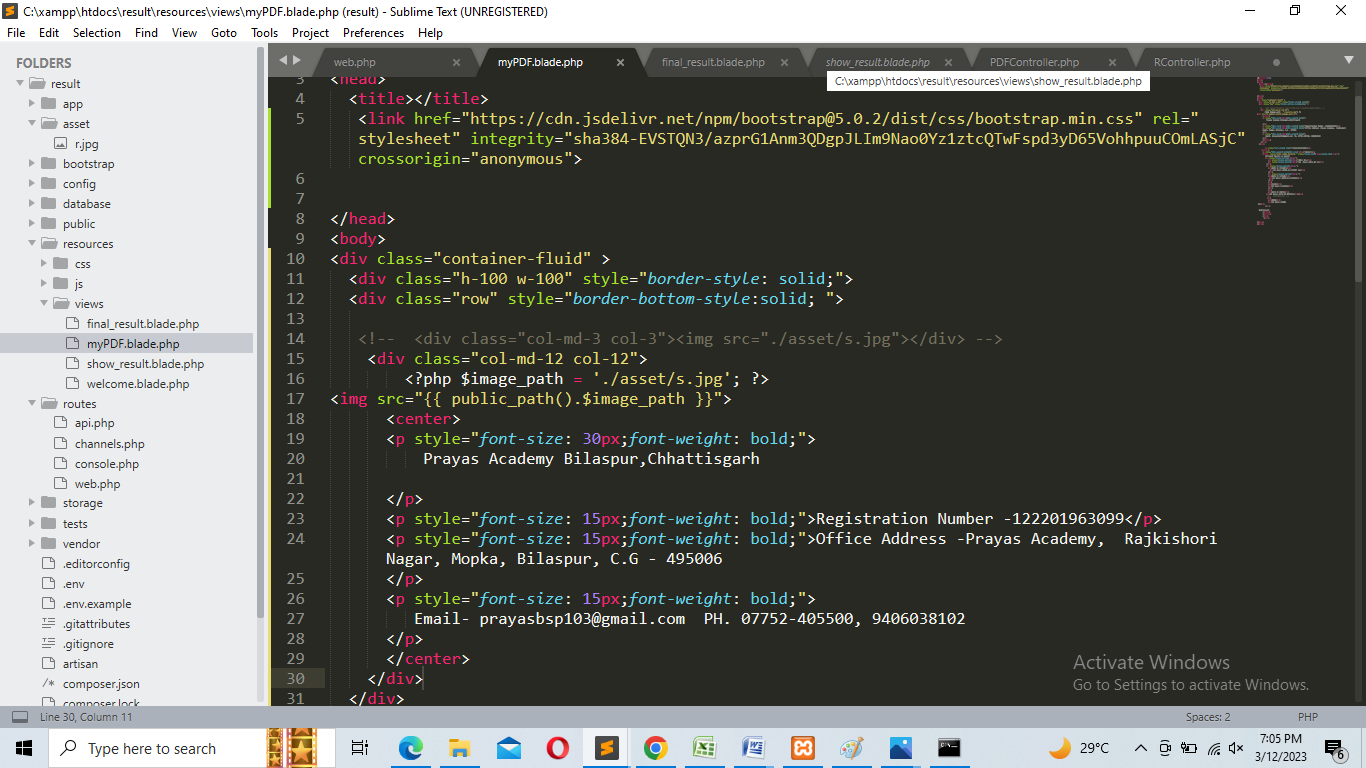 C:\xampp\htdocs\result\resources\views\myPDF.blade.php (result) - Sublime Text (UNREGISTERED)
File Edit Selection Find View Goto Tools Project Preferences Help
FOLDERS
result
app
asset
r.jpg
bootstrap
config
database
public
resources
css
js
views
final_result.blade.php
myPDF.blade.php
show_result.blade.php
welcome.blade.php
routes
api.php
channels.php
console.php
web.php
storage
tests
vendor
.editorconfig
.env
.env.example
.gitattributes
.gitignore
artisan
composer.json
composer.lock
web.php myPDF.blade.php final_result.blade.php show_result.blade.php PDFController.php RController.php
C:\xampp\htdocs\result\resources\views\show_result.blade.php
3 <head>
4 <title></title>
5 <link href="https://cdn.jsdelivr.net/npm/bootstrap@5.0.2/dist/css/bootstrap.min.css" rel="
stylesheet" integrity="sha384-EVSTQN3/azprG1Anm3QDgpJLIm9Nao0Yz1ztcQTwFspd3yD65VohhpuuCOmLASjC"
crossorigin="anonymous">
6
7
8 </head>
9 <body>
10 <div class="container-fluid" >
11 <div class="h-100 w-100" style="border-style: solid;">
12 <div class="row" style="border-bottom-style:solid; ">
13
14 <!--  <div class="col-md-3 col-3"><img src="./asset/s.jpg"></div> -->
15 <div class="col-md-12 col-12">
16 <?php $image_path = './asset/s.jpg'; ?>
17 <img src="{{ public_path().$image_path }}">
18 <center>
19 <p style="font-size: 30px;font-weight: bold;">
20 Prayas Academy Bilaspur,Chhattisgarh
21
22 </p>
23 <p style="font-size: 15px;font-weight: bold;">Registration Number -122201963099</p>
24 <p style="font-size: 15px;font-weight: bold;">Office Address -Prayas Academy,  Rajkishori
Nagar, Mopka, Bilaspur, C.G - 495006
25 </p>
26 <p style="font-size: 15px;font-weight: bold;">
27 Email- prayasbsp103@gmail.com  PH. 07752-405500, 9406038102
28 </p>
29 </center>
30 </div>
31 </div>
Activate Windows
Go to Settings to activate Windows.
Line 30, Column 11 Spaces: 2 PHP
Type here to search
29°C
7:05 PM
3/12/2023
6